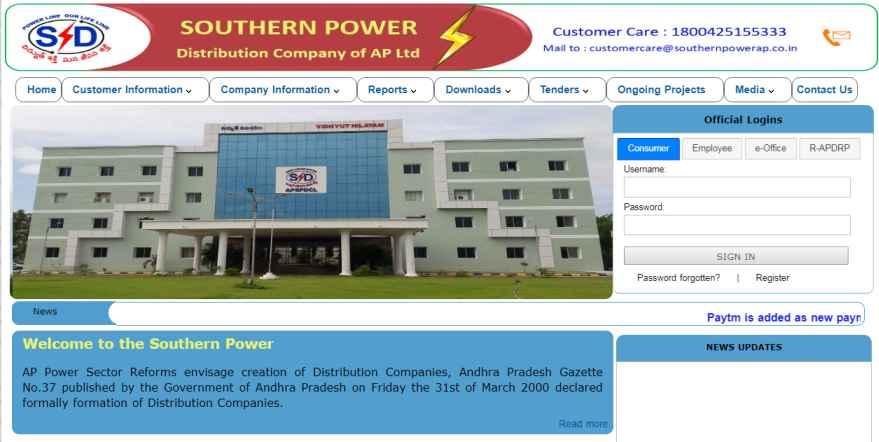 POWER LINE OUR LIFE LINE
SPD
SOUTHERN POWER
Distribution Company of AP Ltd
Customer Care : 1800425155333
Mail to : customercare@southernpowerap.co.in
Home
Customer Information
Company Information
Reports
Downloads
Tenders
Ongoing Projects
Media
Contact Us
VIDHYUT NILAYAM
SPD
APSPDCL
Official Logins
Consumer
Employee
e-Office
R-APDRP
Username:
Password:
SIGN IN
Password forgotten? | Register
News
Paytm is added as new payr
Welcome to the Southern Power
AP Power Sector Reforms envisage creation of Distribution Companies, Andhra Pradesh Gazette
No.37 published by the Government of Andhra Pradesh on Friday the 31st of March 2000 declared
formally formation of Distribution Companies.
Read more
NEWS UPDATES